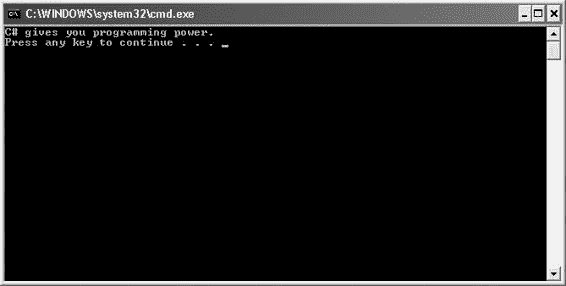 C:\WINDOWS\system32\cmd.exe
C# gives you programming power.
Press any key to continue . . . _